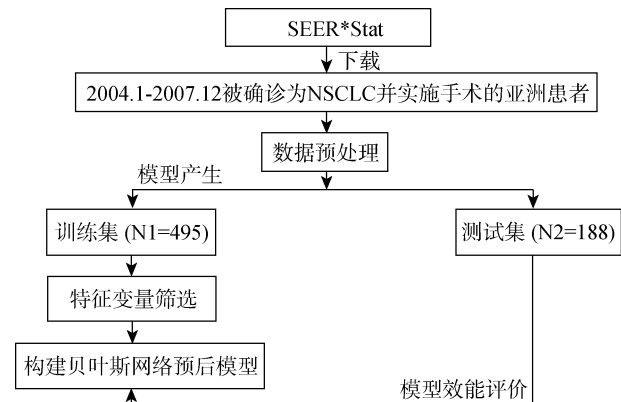 SEER*Stat
下载
2004.1-2007.12被确诊为NSCLC并实施手术的亚洲患者
数据预处理
模型产生
训练集 (N1=495)
测试集 (N2=188)
特征变量筛选
构建贝叶斯网络预后模型
模型效能评价